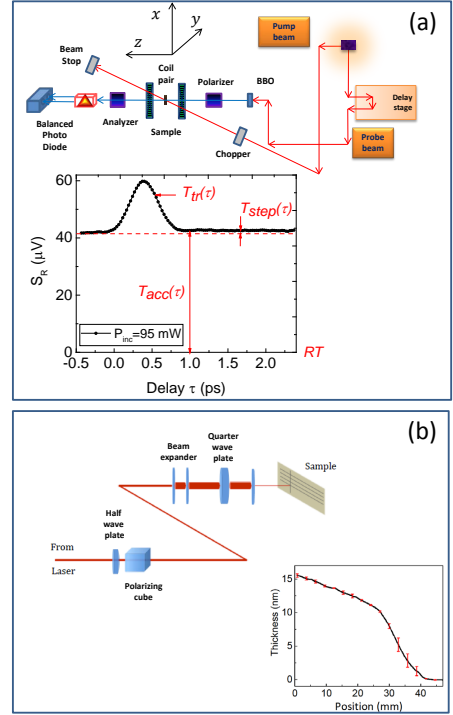 (a)
x
y
z
Pump
beam
Beam
Stop
Coil
pair
Polarizer
BBO
Delay
stage
Analyzer
Sample
Balanced
Photo
Diode
Chopper
Probe
beam
60
40
20
0
S_R (μV)
T_tr(τ)
T_step(τ)
T_acc(τ)
P_inc=95 mW
RT
-0.5 0.0 0.5 1.0 1.5 2.0
Delay τ (ps)
(b)
Beam
expander
Quarter
wave
plate
Sample
Half
wave
plate
From
Laser
Polarizing
cube
15
10
5
0
Thickness (nm)
0 10 20 30 40
Position (mm)